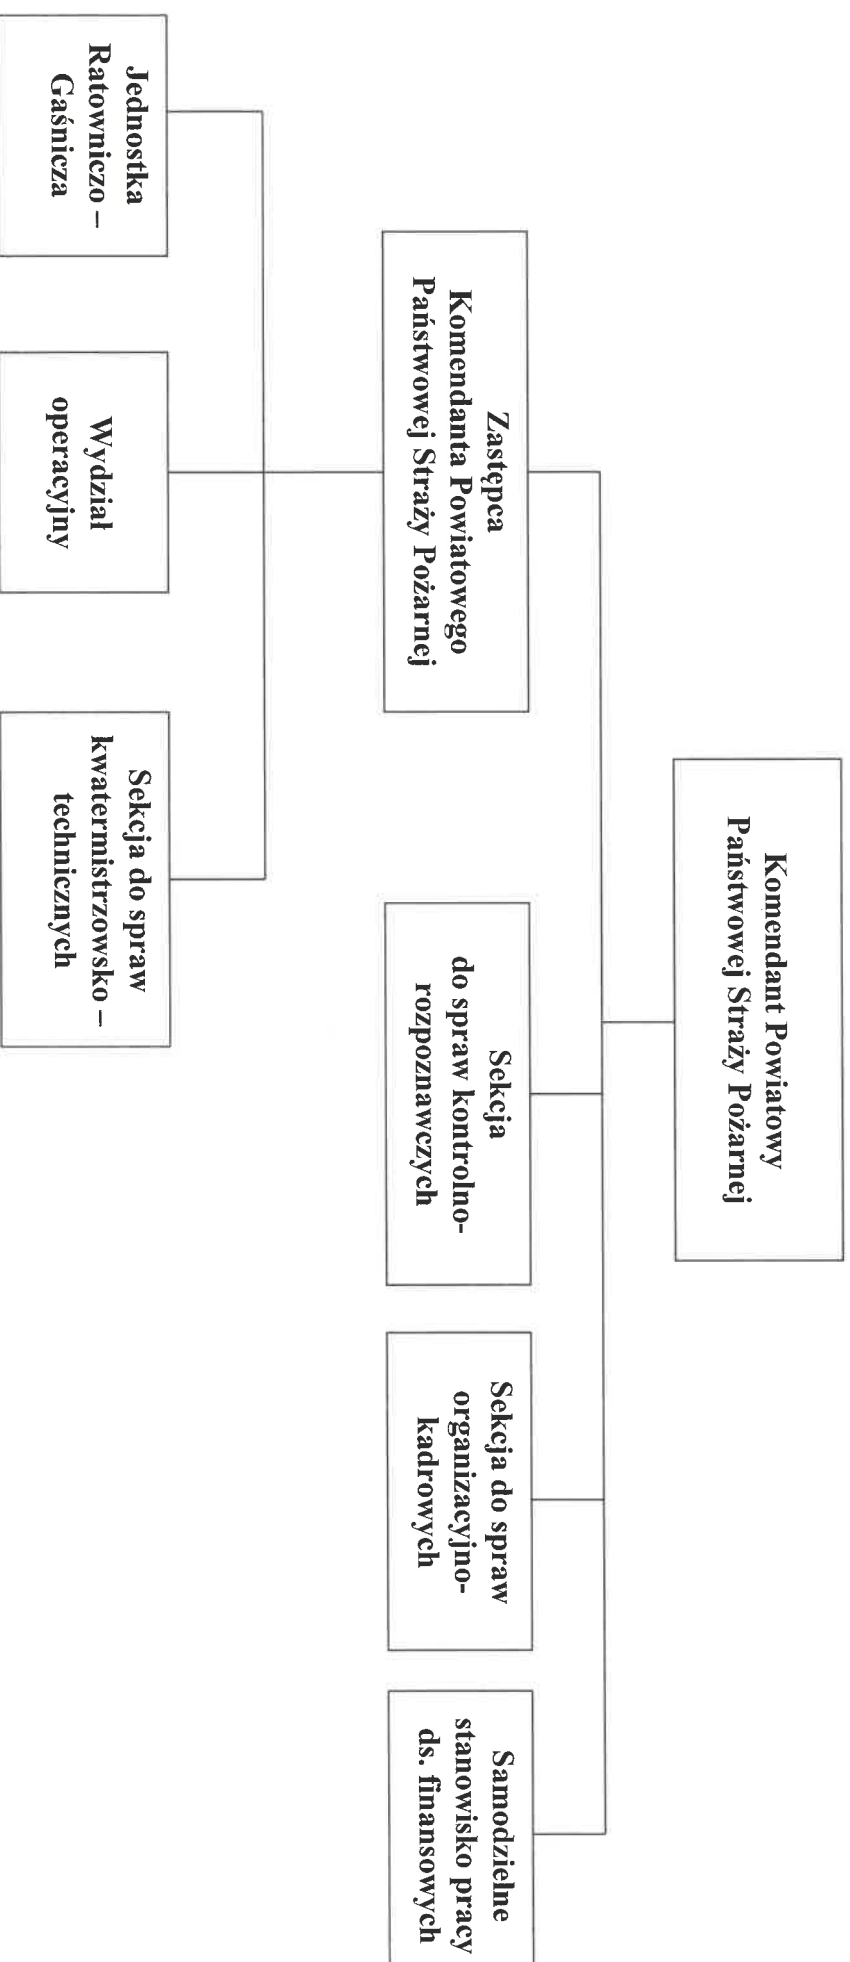 Komendant Powiatowy
Państwowej Straży Pożarnej
Zastępca
Komendanta Powiatowego
Państwowej Straży Pożarnej
Sekcja
do spraw kontrolno-
rozpoznawczych
Sekcja do spraw
organizacyjno-
kadrowych
Samodzielne
stanowisko pracy
ds. finansowych
Jednostka
Ratowniczo –
Gaśnicza
Wydział
operacyjny
Sekcja do spraw
kwatermistrzowsko –
technicznych